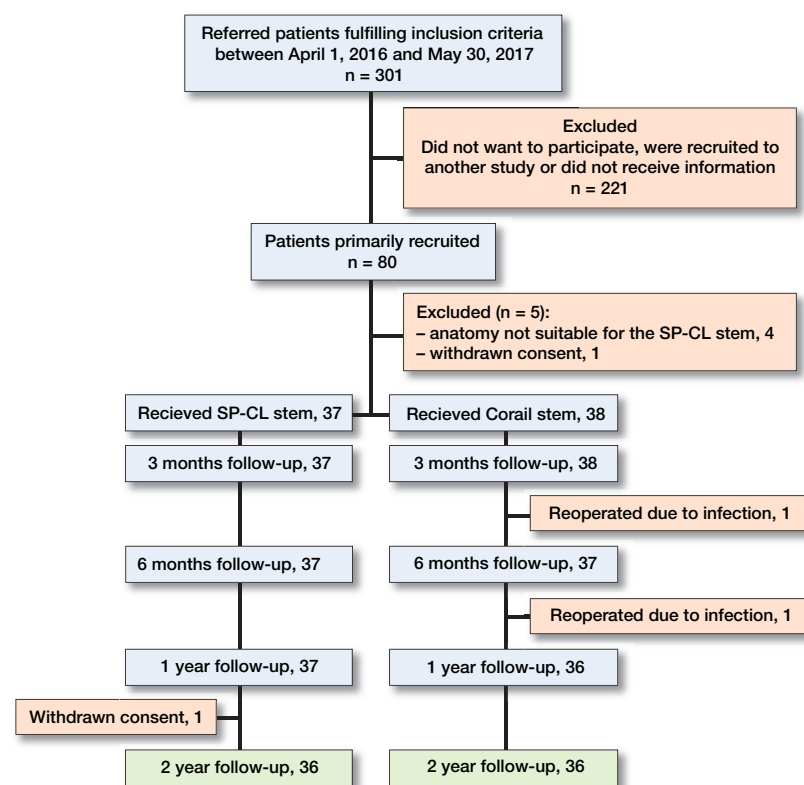 Referred patients fulfilling inclusion criteria
between April 1, 2016 and May 30, 2017
n = 301
Excluded
Did not want to participate, were recruited to
another study or did not receive information
n = 221
Patients primarily recruited
n = 80
Excluded (n = 5):
– anatomy not suitable for the SP-CL stem, 4
– withdrawn consent, 1
Recieved SP-CL stem, 37
Recieved Corail stem, 38
3 months follow-up, 37
3 months follow-up, 38
Reoperated due to infection, 1
6 months follow-up, 37
6 months follow-up, 37
Reoperated due to infection, 1
1 year follow-up, 37
1 year follow-up, 36
Withdrawn consent, 1
2 year follow-up, 36
2 year follow-up, 36